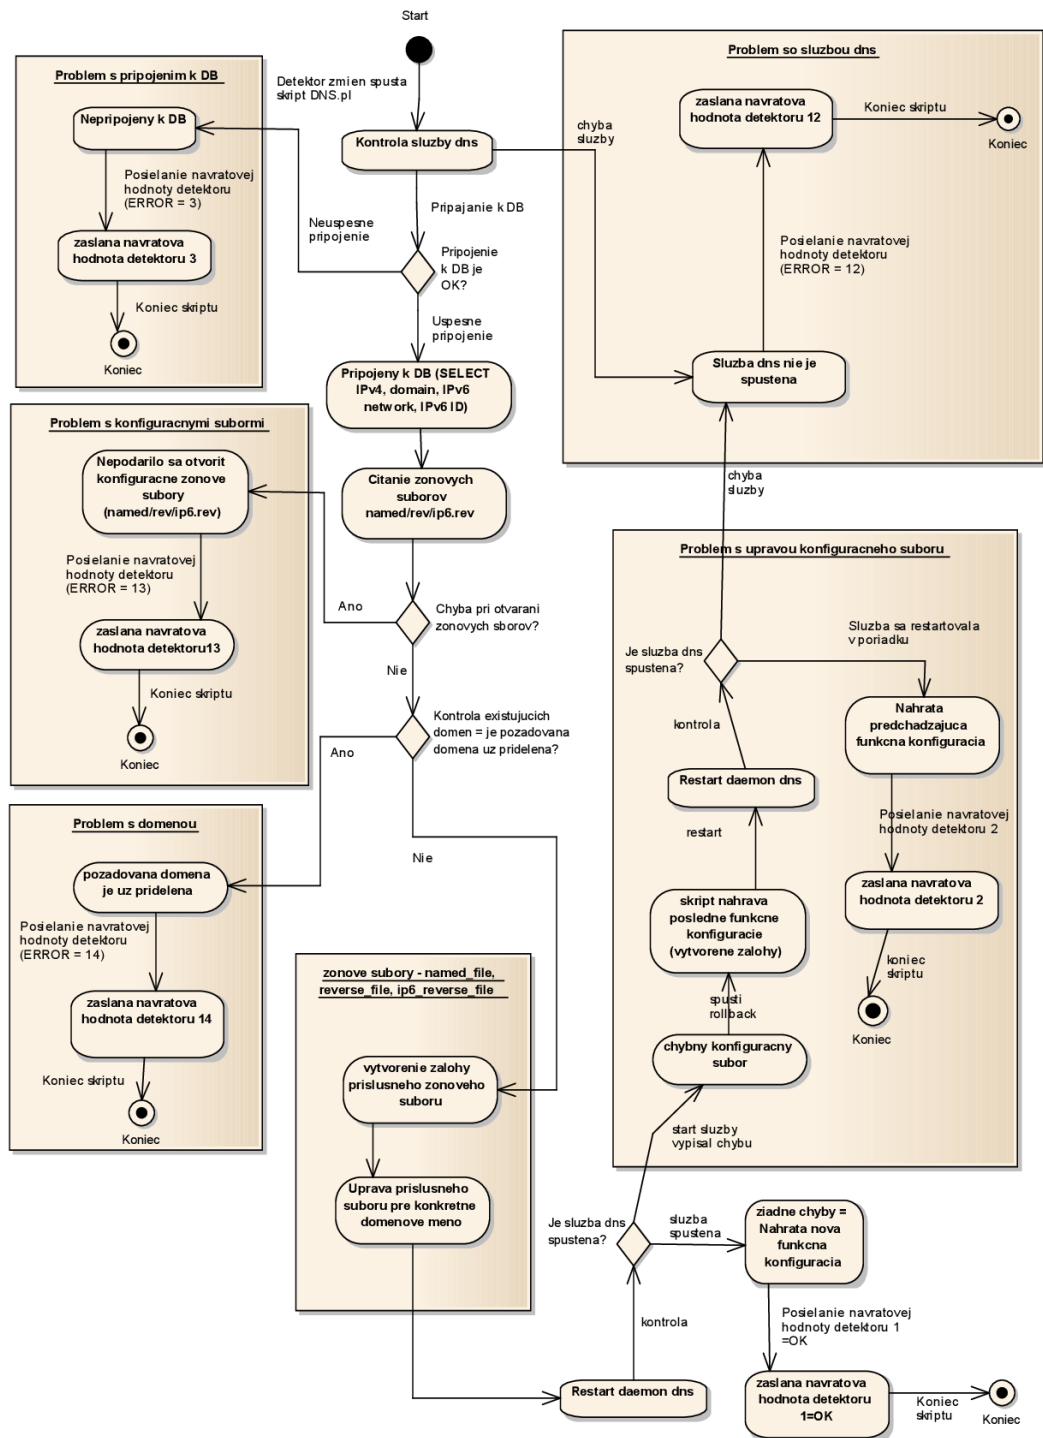 Start
Detektor zmien spusta
skript DNS.pl
Kontrola sluzby dns
chyba
sluzby
Pripajanie k DB
Neuspesne
pripojenie
Pripojenie
k DB je
OK?
Uspesne
pripojenie
Pripojeny k DB (SELECT
IPv4, domain, IPv6
network, IPv6 ID)
Citanie zonovych
suborov
named/rev/ip6.rev
Ano
Chyba pri otvarani
zonovych sborov?
Nie
Kontrola existujucich
domen = je pozadovana
domena uz pridelena?
Ano
Nie
Problem s pripojenim k DB
Nepripojeny k DB
Posielanie navratovej
hodnoty detektoru
(ERROR = 3)
zaslana navratova
hodnota detektoru 3
Koniec skriptu
Koniec
Problem s konfiguracnymi subormi
Nepodarilo sa otvorit
konfiguracne zonove
subory
(named/rev/ip6.rev)
Posielanie navratovej
hodnoty detektoru
(ERROR = 13)
zaslana navratova
hodnota detektoru13
Koniec skriptu
Koniec
Problem s domenou
pozadovana domena
je uz pridelena
Posielanie navratovej
hodnoty detektoru
(ERROR = 14)
zaslana navratova
hodnota detektoru 14
Koniec skriptu
Koniec
Problem so sluzbou dns
zaslana navratova
hodnota detektoru 12
Koniec skriptu
Koniec
Posielanie navratovej
hodnoty detektoru
(ERROR = 12)
Sluzba dns nie je
spustena
chyba
sluzby
Problem s upravou konfiguracneho suboru
Je sluzba dns
spustena?
Sluzba sa restartovala
v poriadku
kontrola
Nahrata
predchadzajuca
funkcna konfiguracia
Restart daemon dns
restart
Posielanie navratovej
hodnoty detektoru 2
skript nahrava
posledne funkcne
konfiguracie
(vytvorene zalohy)
zaslana navratova
hodnota detektoru 2
koniec
skriptu
Koniec
spusti
rollback
chybny konfiguracny
subor
start sluzby
vypisal chybu
zonove subory - named_file,
reverse_file, ip6_reverse_file
vytvorenie zalohy
prislusneho zonoveho
suboru
Uprava prislusneho
suboru pre konkretne
domenove meno
Restart daemon dns
kontrola
Je sluzba dns
spustena?
sluzba
spustena
ziadne chyby =
Nahrata nova
funkcna
konfiguracia
Posielanie navratovej
hodnoty detektoru 1
=OK
zaslana navratova
hodnota detektoru
1=OK
Koniec
skriptu
Koniec